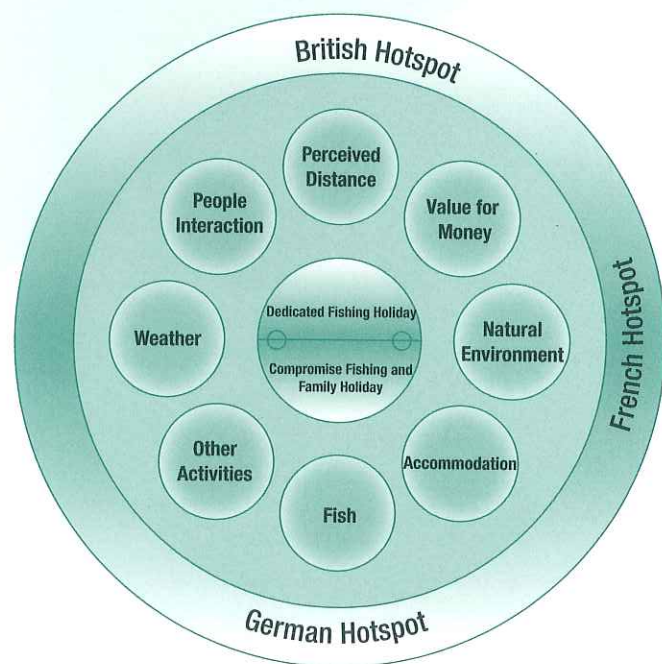 British Hotspot
Perceived
Distance
People
Interaction
Value for
Money
Dedicated Fishing Holiday
Weather
Natural
Environment
French Hotspot
Compromise Fishing and
Family Holiday
Other
Activities
Accommodation
Fish
German Hotspot